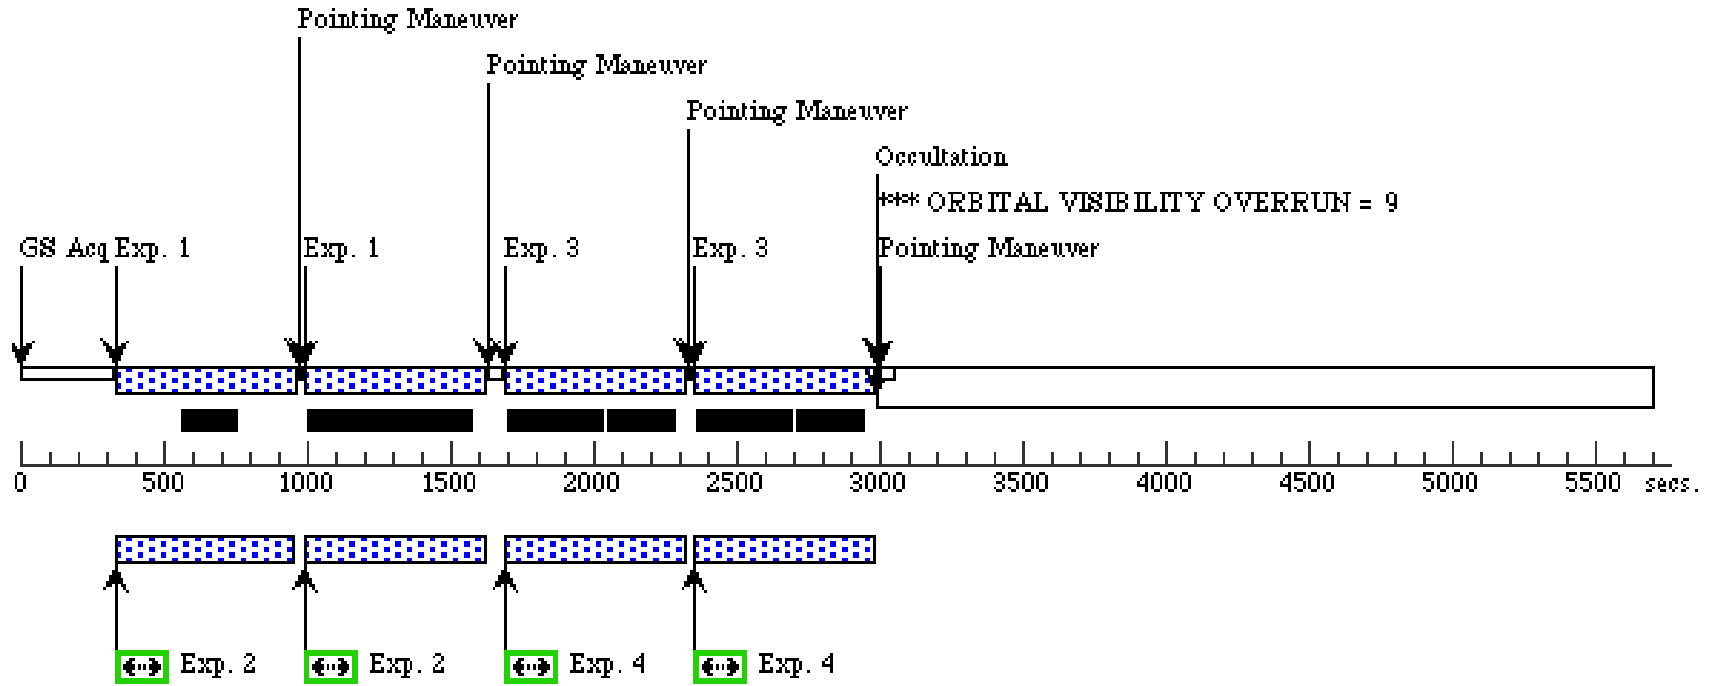 Pointing Maneuver
Pointing Maneuver
Pointing Maneuver
Occultation
*** ORBITAL VISIBILITY OVERRUN = 9
GS Acq Exp. 1 Exp. 1 Exp. 3 Exp. 3 Pointing Maneuver
0 500 1000 1500 2000 2500 3000 3500 4000 4500 5000 5500 secs.
Exp. 2 Exp. 2 Exp. 4 Exp. 4